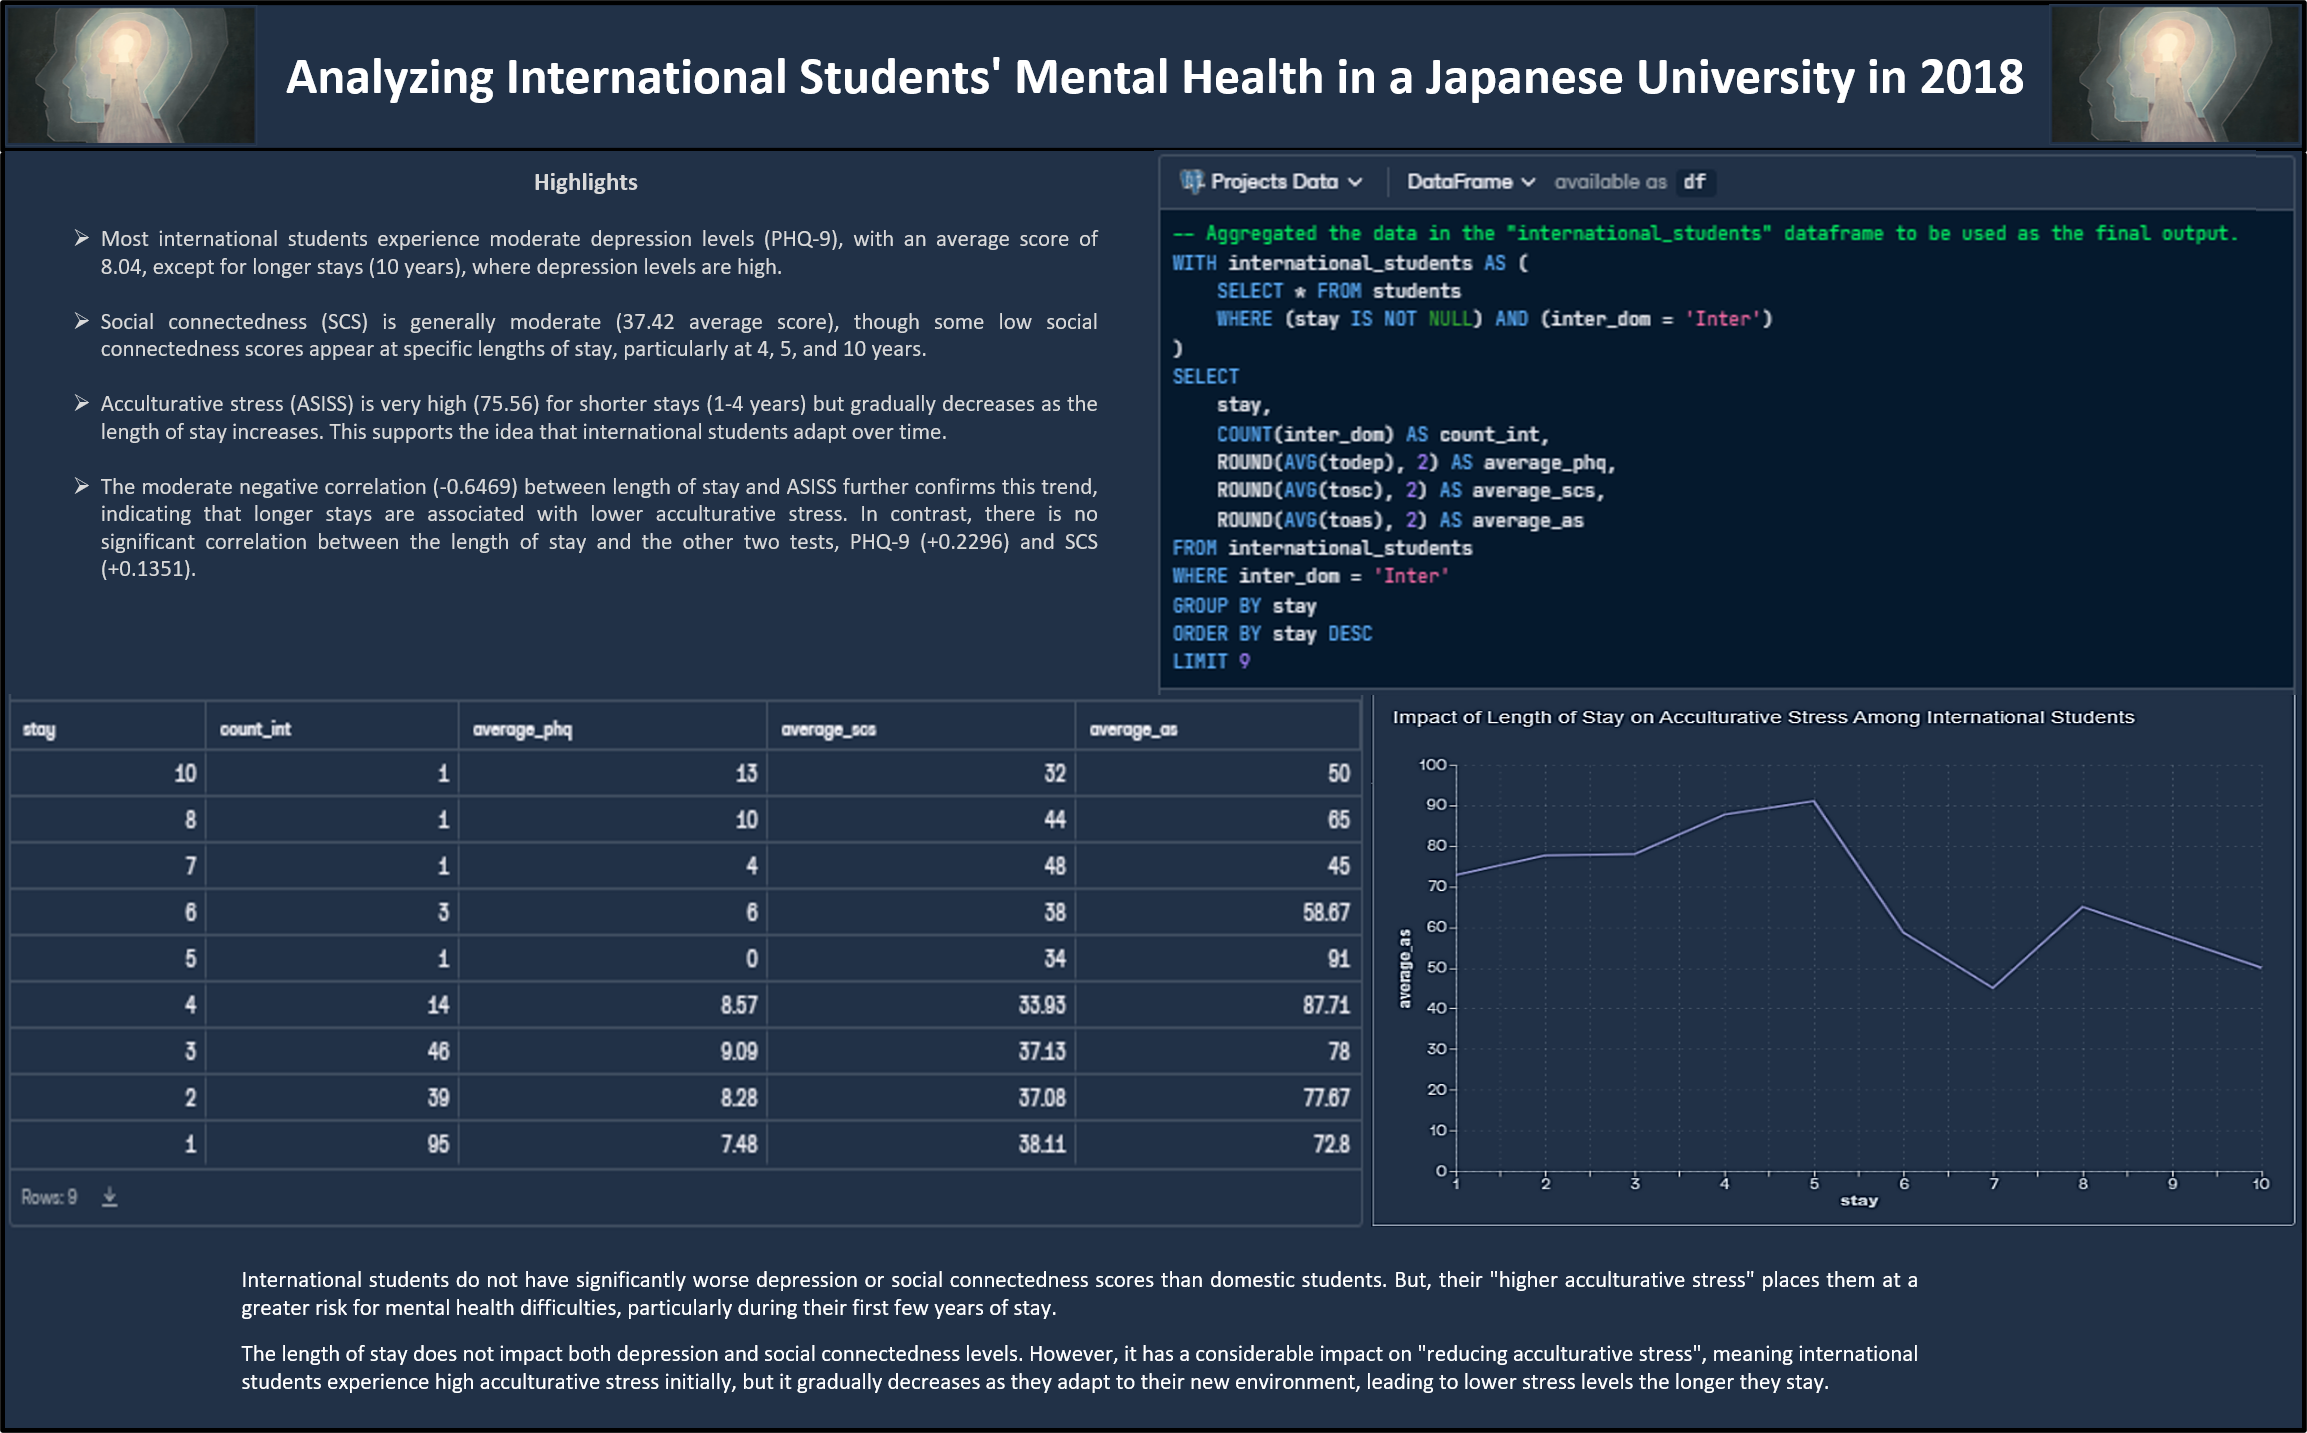 Analyzing International Students' Mental Health in a Japanese University in 2018
Highlights
➢ Most international students experience moderate depression levels (PHQ-9), with an average score of
8.04, except for longer stays (10 years), where depression levels are high.
➢ Social connectedness (SCS) is generally moderate (37.42 average score), though some low social
connectedness scores appear at specific lengths of stay, particularly at 4, 5, and 10 years.
➢ Acculturative stress (ASISS) is very high (75.56) for shorter stays (1-4 years) but gradually decreases as the
length of stay increases. This supports the idea that international students adapt over time.
➢ The moderate negative correlation (-0.6469) between length of stay and ASISS further confirms this trend,
indicating that longer stays are associated with lower acculturative stress. In contrast, there is no
significant correlation between the length of stay and the other two tests, PHQ-9 (+0.2296) and SCS
(+0.1351).
Projects Data DataFrame available as df
-- Aggregated the data in the "international_students" dataframe to be used as the final output.
WITH international_students AS (
SELECT * FROM students
WHERE (stay IS NOT NULL) AND (inter_dom = 'Inter')
)
SELECT
stay,
COUNT(inter_dom) AS count_int,
ROUND(AVG(todep), 2) AS average_phq,
ROUND(AVG(tosc), 2) AS average_scs,
ROUND(AVG(toas), 2) AS average_as
FROM international_students
WHERE inter_dom = 'Inter'
GROUP BY stay
ORDER BY stay DESC
LIMIT 9
stay count_int average_phq average_scs average_as
10 1 13 32 50
8 1 10 44 65
7 1 4 48 45
6 3 6 38 58.67
5 1 0 34 91
4 14 8.57 33.93 87.71
3 46 9.09 37.13 78
2 39 8.28 37.08 77.67
1 95 7.48 38.11 72.8
Rows: 9
Impact of Length of Stay on Acculturative Stress Among International Students
100
90
80
70
60
50
40
30
20
10
0
average_as
1 2 3 4 5 6 7 8 9 10
stay
International students do not have significantly worse depression or social connectedness scores than domestic students. But, their "higher acculturative stress" places them at a
greater risk for mental health difficulties, particularly during their first few years of stay.
The length of stay does not impact both depression and social connectedness levels. However, it has a considerable impact on "reducing acculturative stress", meaning international
students experience high acculturative stress initially, but it gradually decreases as they adapt to their new environment, leading to lower stress levels the longer they stay.